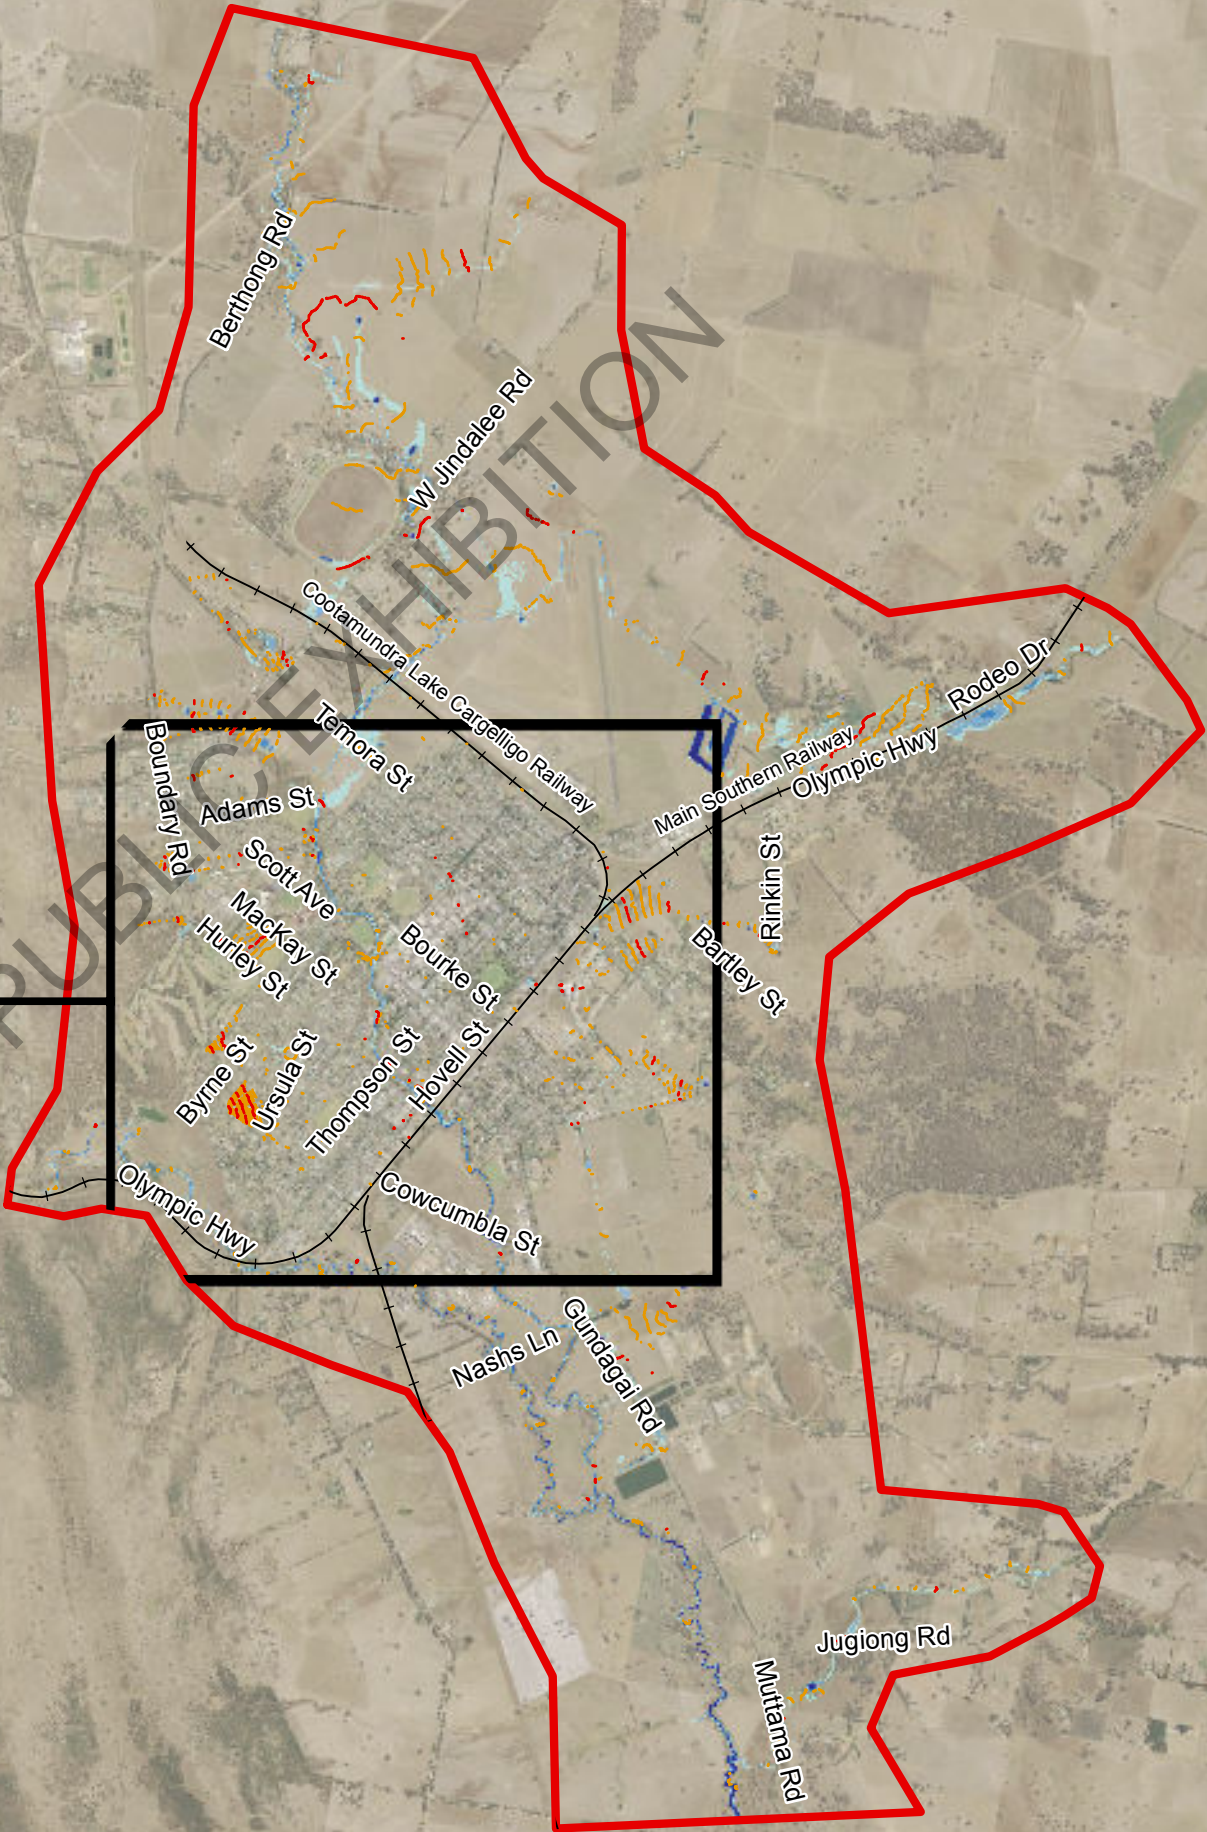 Berthong Rd
W Jindalee Rd
PUBLIC EXHIBITION
Cootamundra Lake Cargelligo Railway
Rodeo Dr
Temora St
Boundary Rd
Main Southern Railway
Olympic Hwy
Adams St
Scott Ave
Rinkin St
MacKay St
Hurley St
Bourke St
Bartley St
Byrne St
Ursula St
Thompson St
Hovell St
Olympic Hwy
Cowcumbla St
Nashs Ln
Gundagai Rd
Jugiong Rd
Muttama Rd